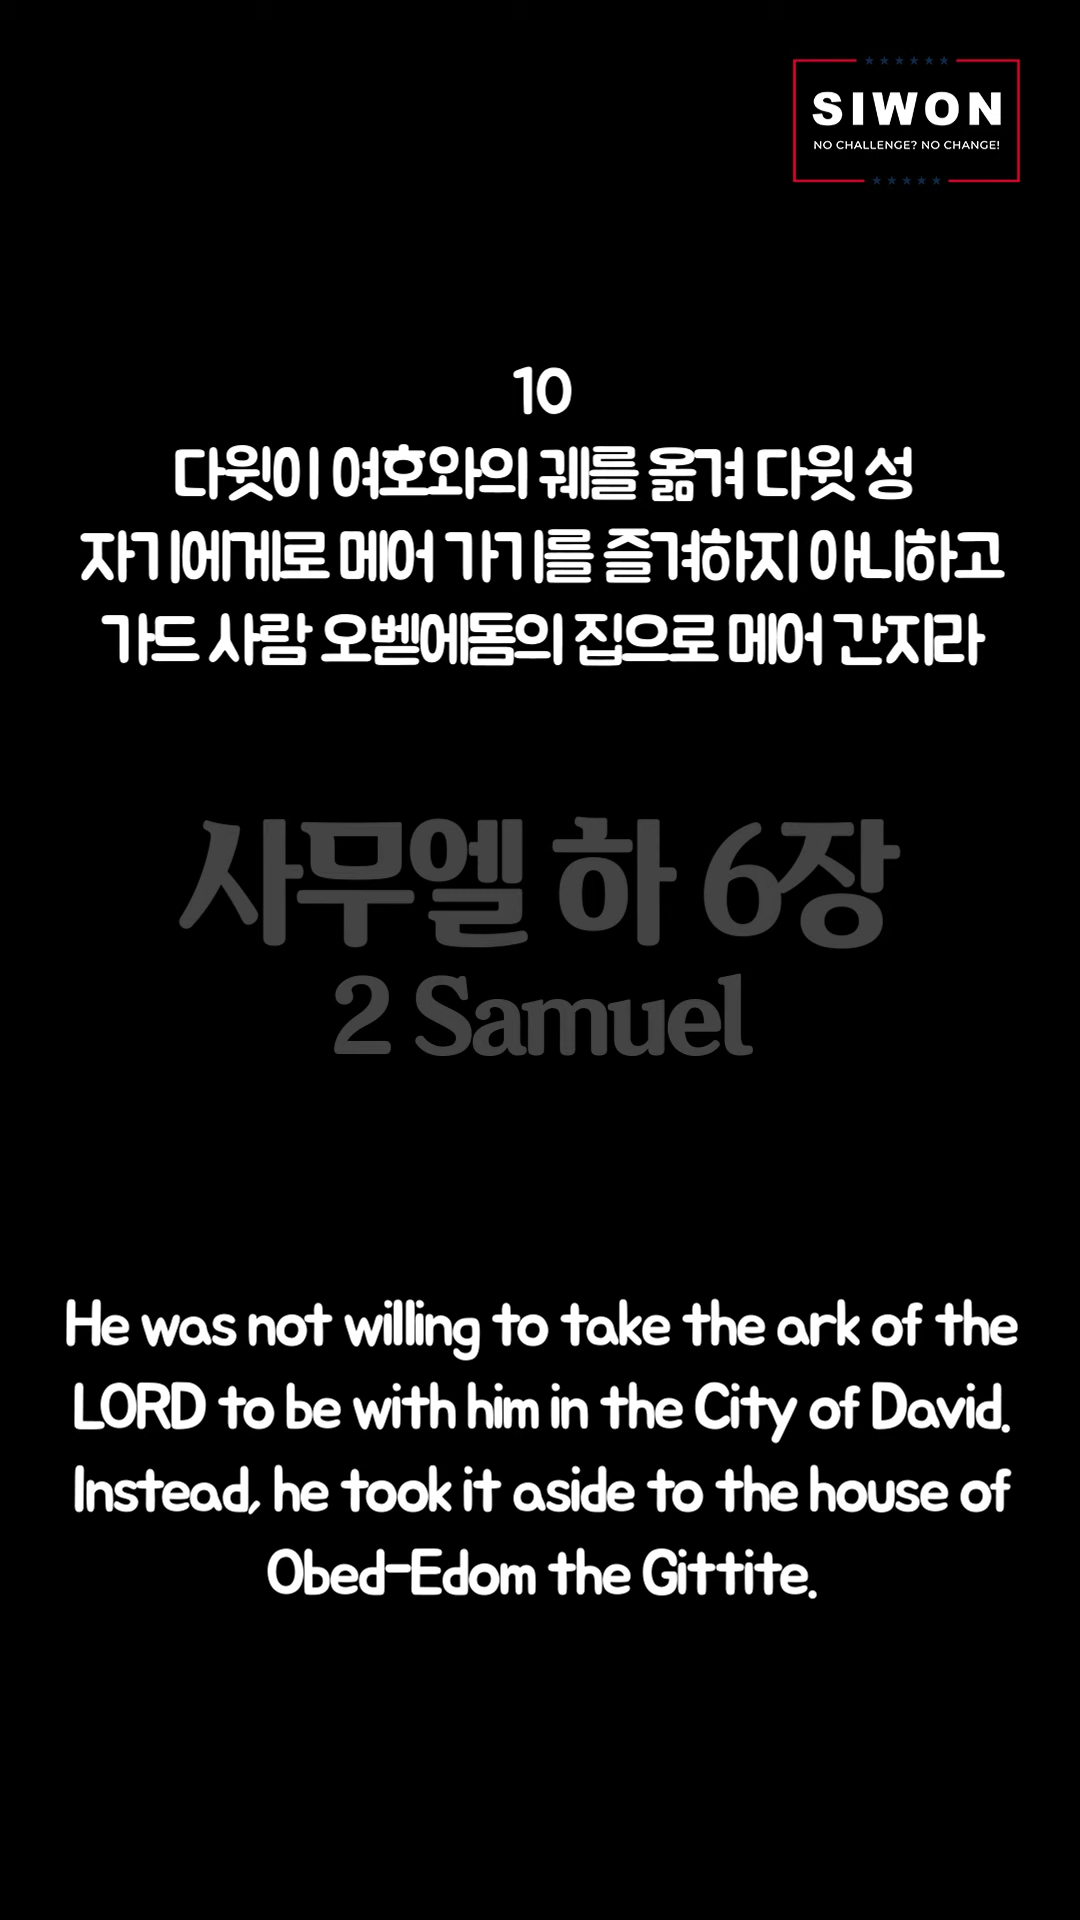 SIWON
NO CHALLENGE? NO CHANGE!
10
다윗이 여호와의 궤를 옮겨 다윗 성
자기에게로 메어 가기를 즐겨하지 아니하고
가드 사람 오벧에돔의 집으로 메어 간지라
사무엘 하 6장
2 Samuel
He was not willing to take the ark of the
LORD to be with him in the City of David.
Instead, he took it aside to the house of
Obed-Edom the Gittite.